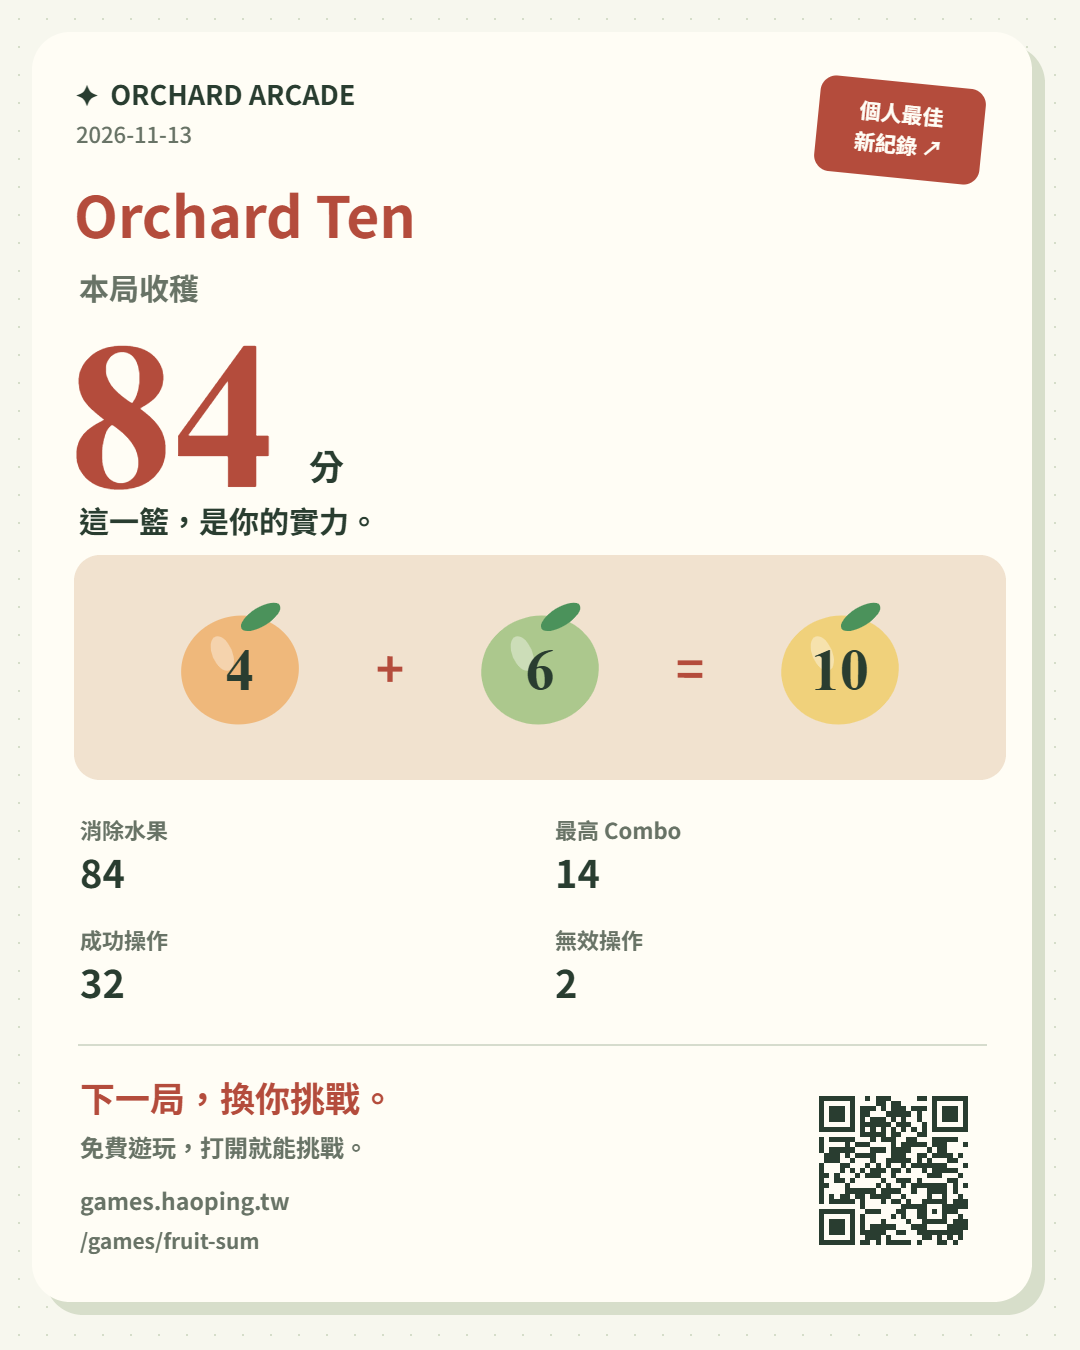 ✦ ORCHARD ARCADE
2026-11-13
個人最佳
新紀錄 ↗
Orchard Ten
本局收穫
84 分
這一籃，是你的實力。
4 + 6 = 10
消除水果
84
最高 Combo
14
成功操作
32
無效操作
2
下一局，換你挑戰。
免費遊玩，打開就能挑戰。
games.haoping.tw
/games/fruit-sum